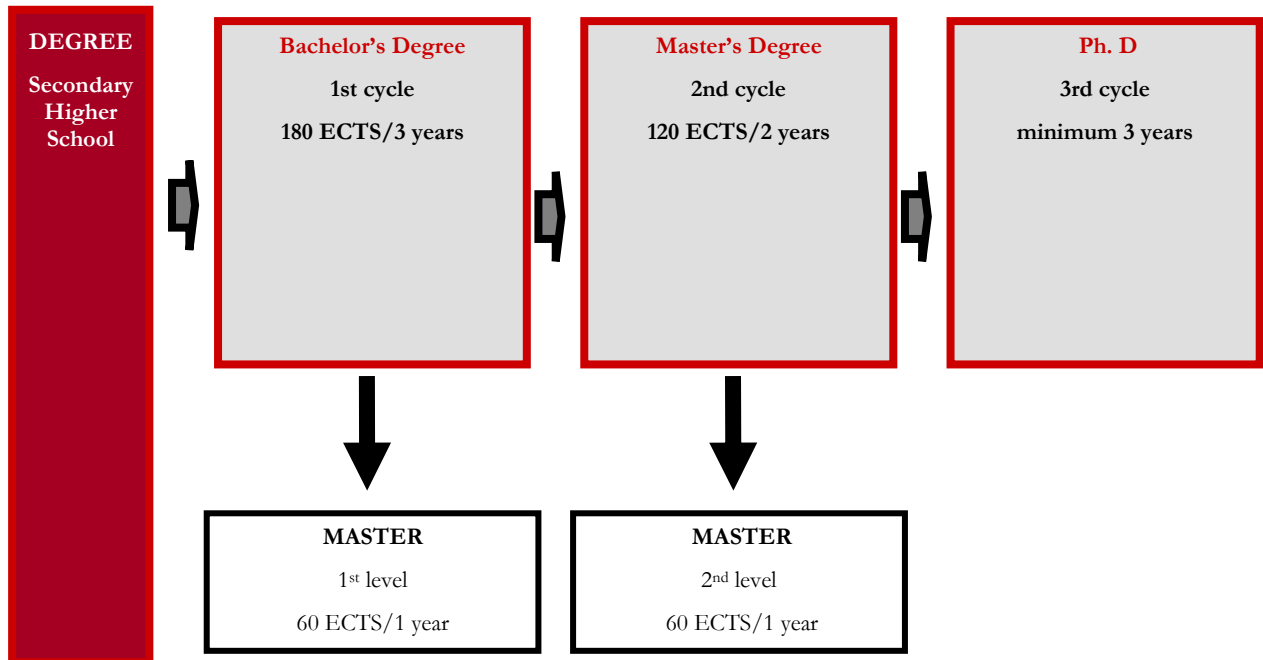 DEGREE
Secondary
Higher
School
Bachelor's Degree
1st cycle
180 ECTS/3 years
Master's Degree
2nd cycle
120 ECTS/2 years
Ph. D
3rd cycle
minimum 3 years
MASTER
1st level
60 ECTS/1 year
MASTER
2nd level
60 ECTS/1 year